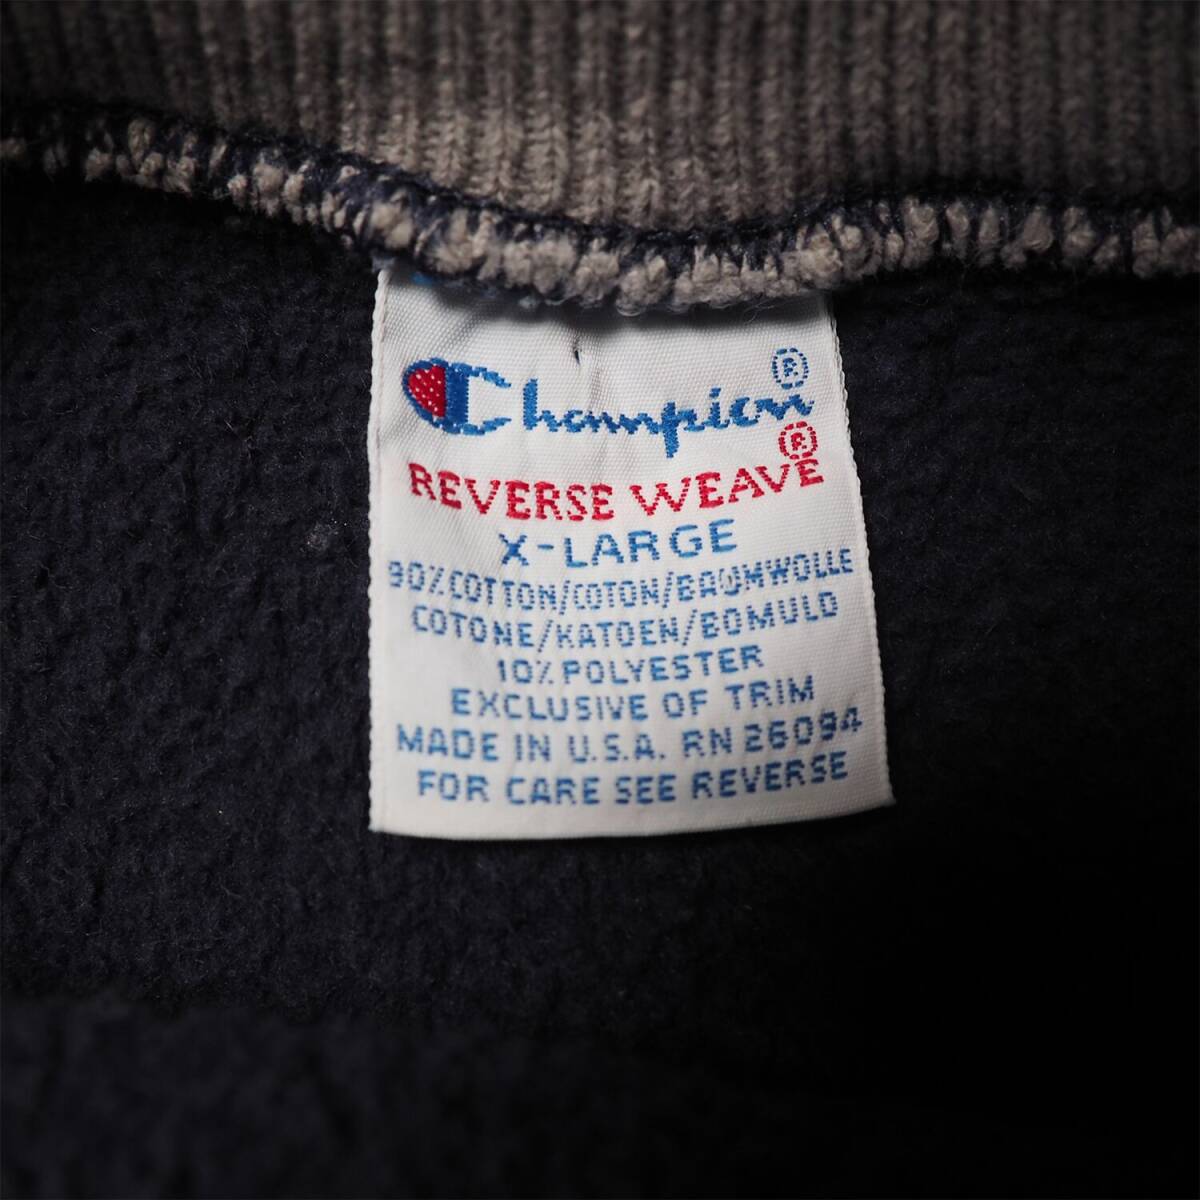 Champion®
REVERSE WEAVE®
X-LARGE
90% COTTON/COTON/BAUMWOLLE
COTONE/KATOEN/BOMULD
10% POLYESTER
EXCLUSIVE OF TRIM
MADE IN U.S.A. RN 26094
FOR CARE SEE REVERSE